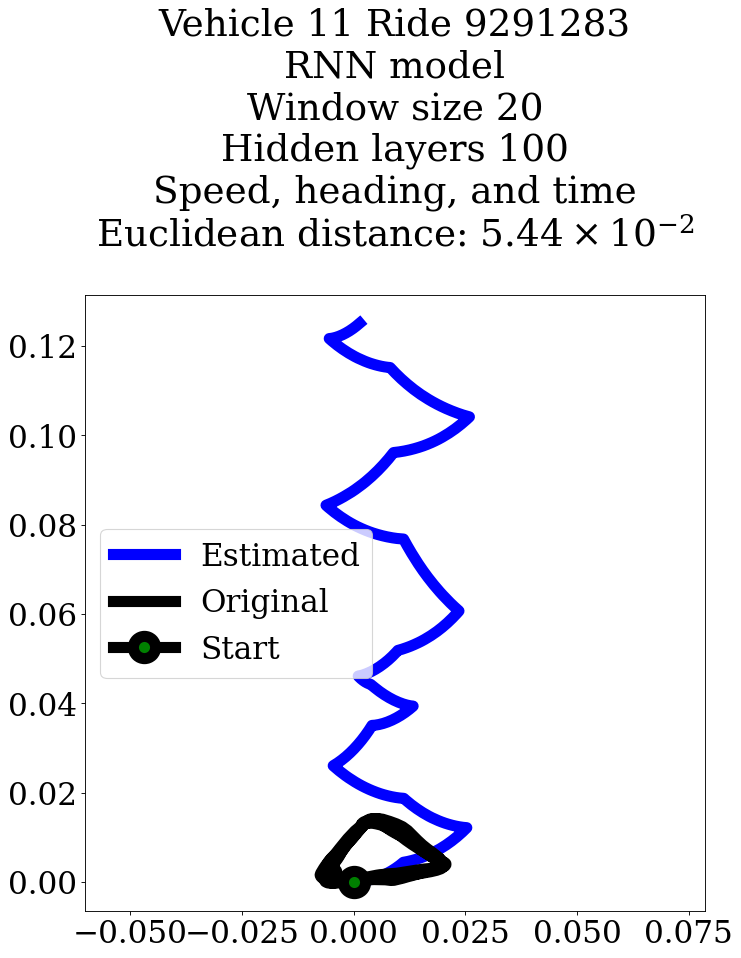 Vehicle 11 Ride 9291283
RNN model
Window size 20
Hidden layers 100
Speed, heading, and time
Euclidean distance: 5.44 × 10⁻²
0.12
0.10
0.08
0.06
0.04
0.02
0.00
Estimated
Original
Start
−0.050 −0.025 0.000 0.025 0.050 0.075